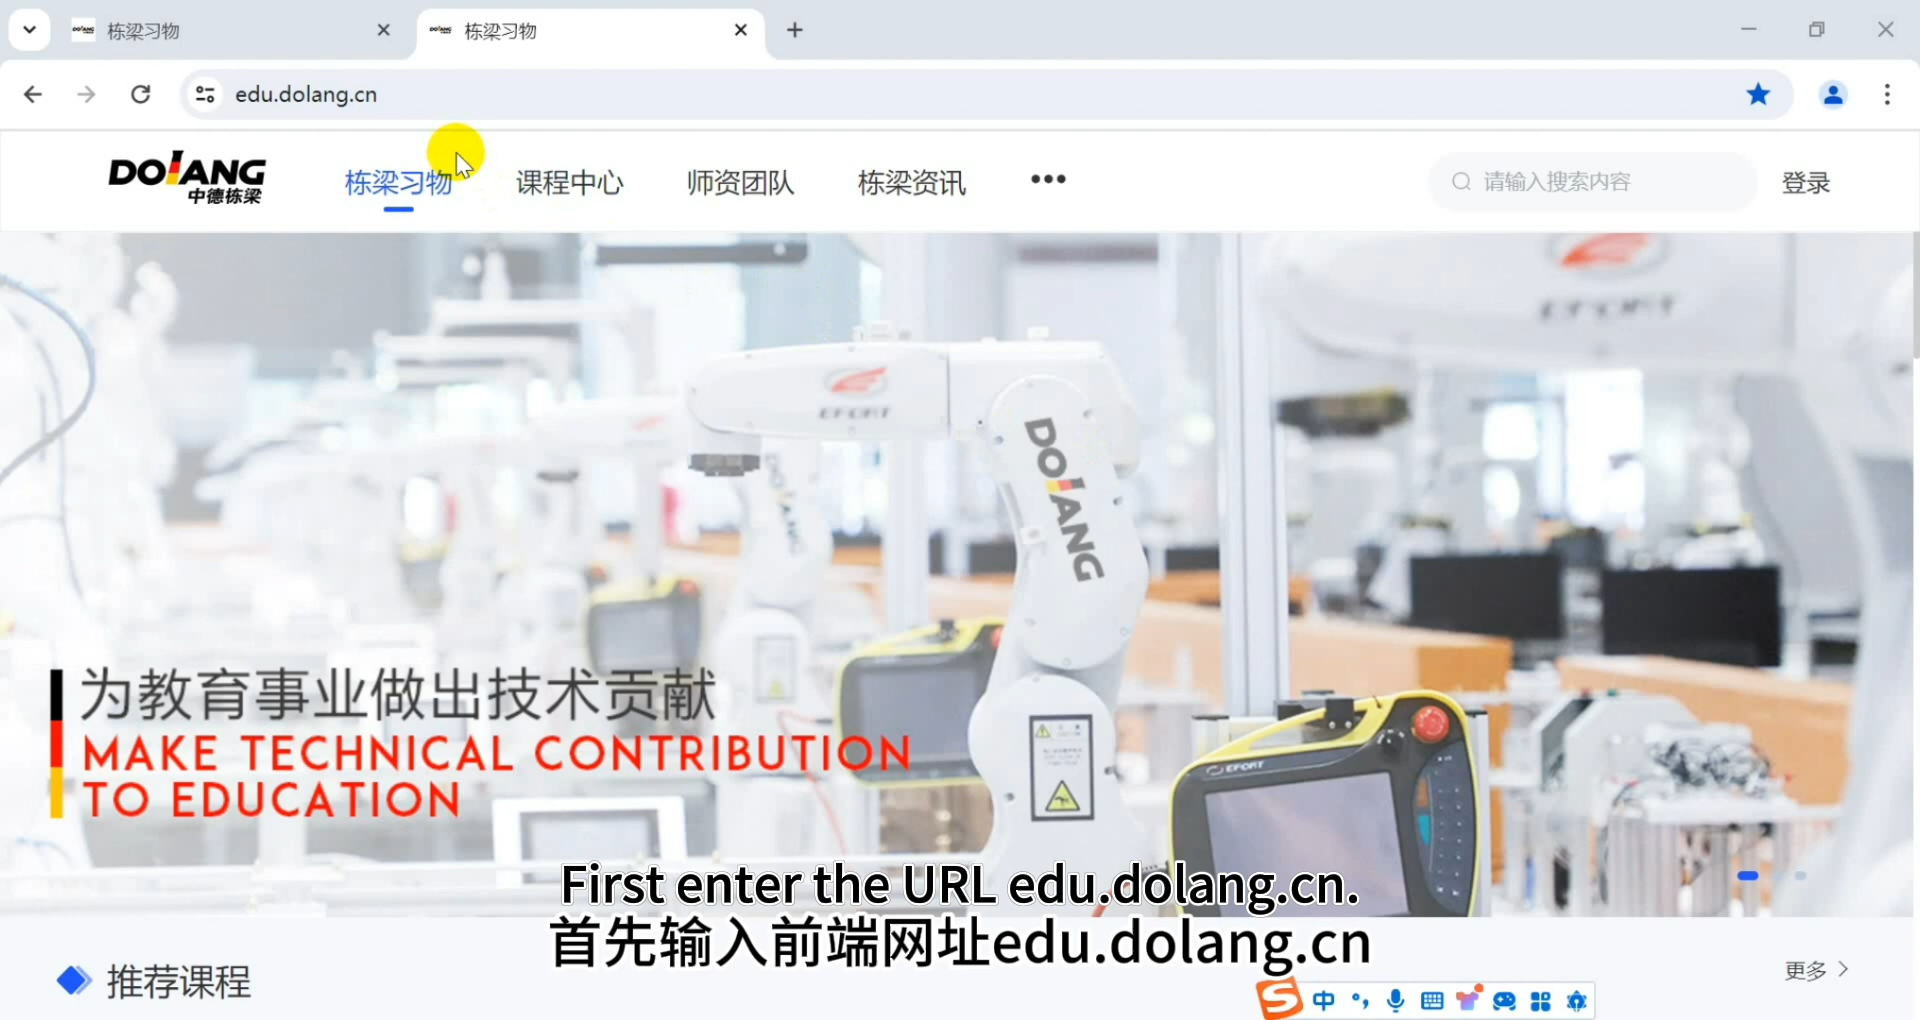 栋梁习物
栋梁习物
edu.dolang.cn
DOLANG
中德栋梁
栋梁习物
课程中心
师资团队
栋梁资讯
•••
请输入搜索内容
登录
EFORT
EFORT
DOLANG
EFORT
为教育事业做出技术贡献
MAKE TECHNICAL CONTRIBUTION
TO EDUCATION
First enter the URL edu.dolang.cn.
首先输入前端网址edu.dolang.cn
推荐课程
更多
中